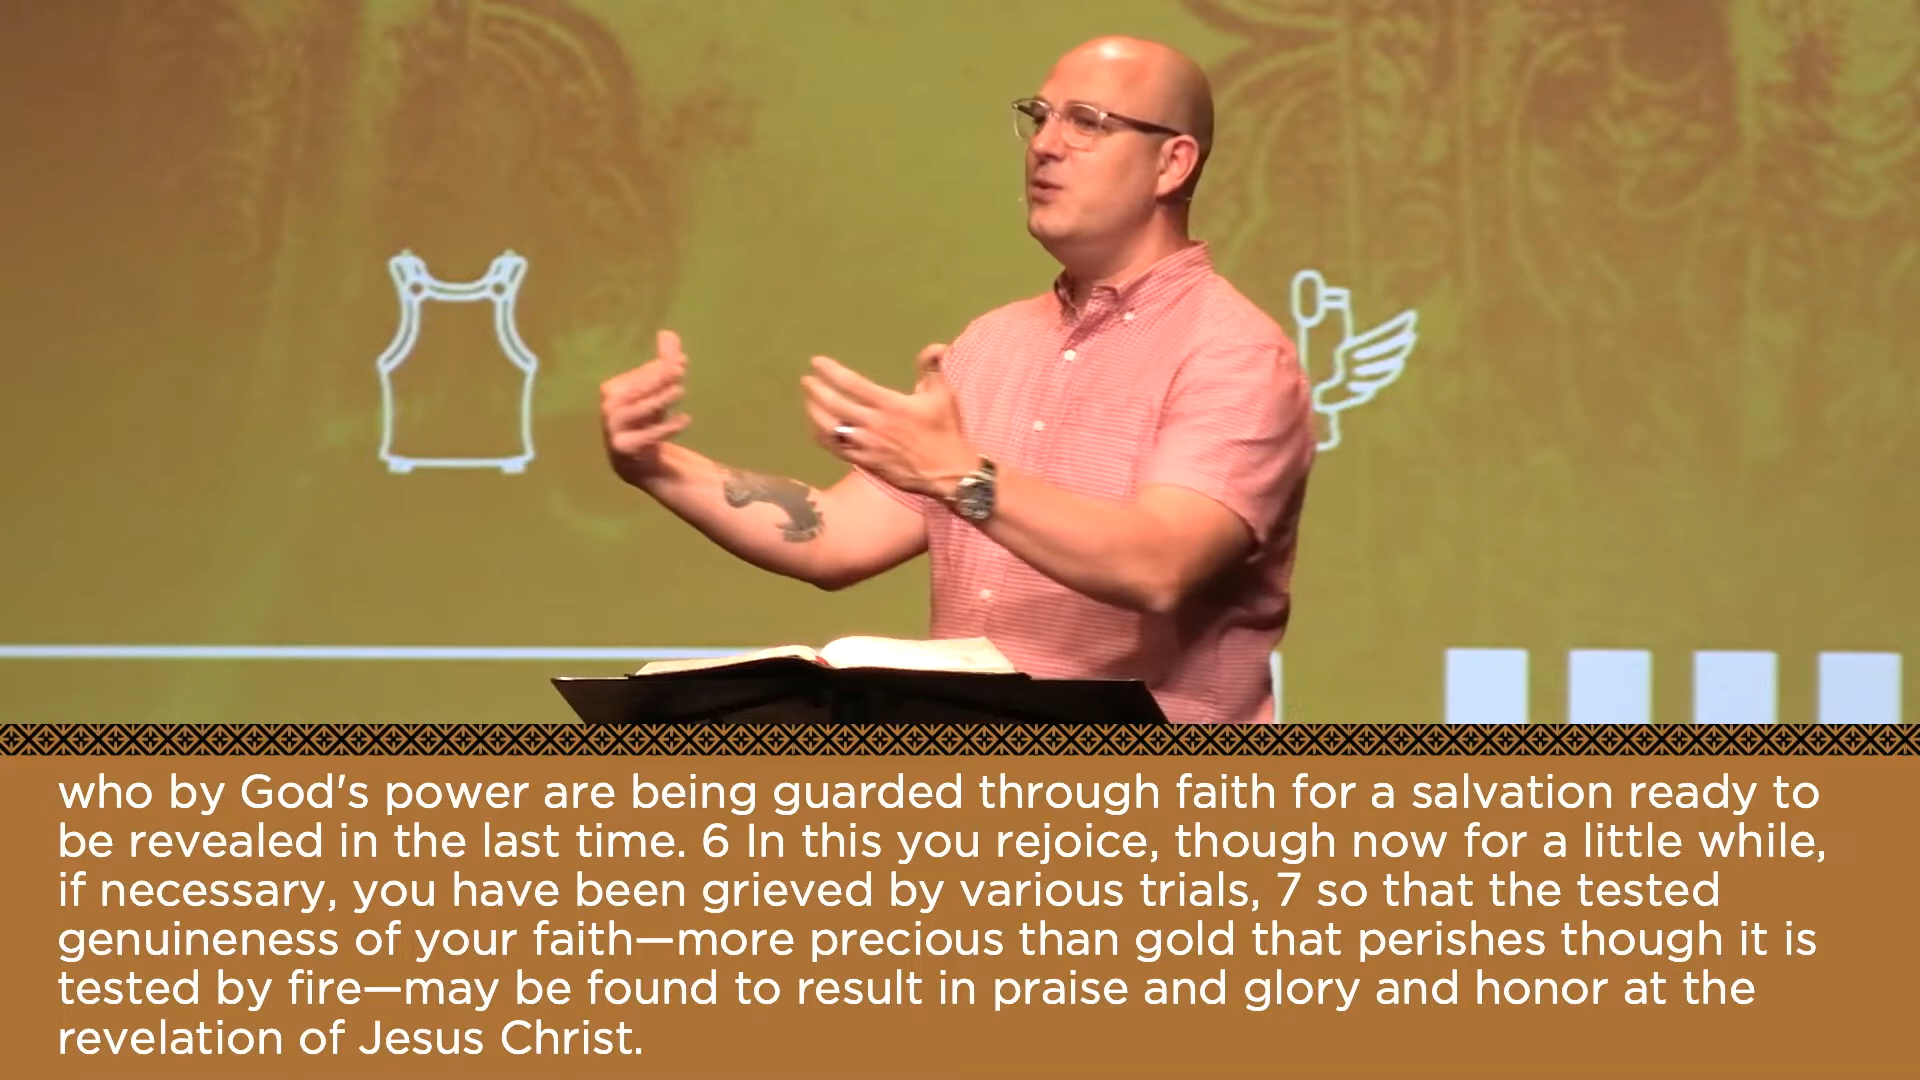 who by God's power are being guarded through faith for a salvation ready to
be revealed in the last time. 6 In this you rejoice, though now for a little while,
if necessary, you have been grieved by various trials, 7 so that the tested
genuineness of your faith—more precious than gold that perishes though it is
tested by fire—may be found to result in praise and glory and honor at the
revelation of Jesus Christ.